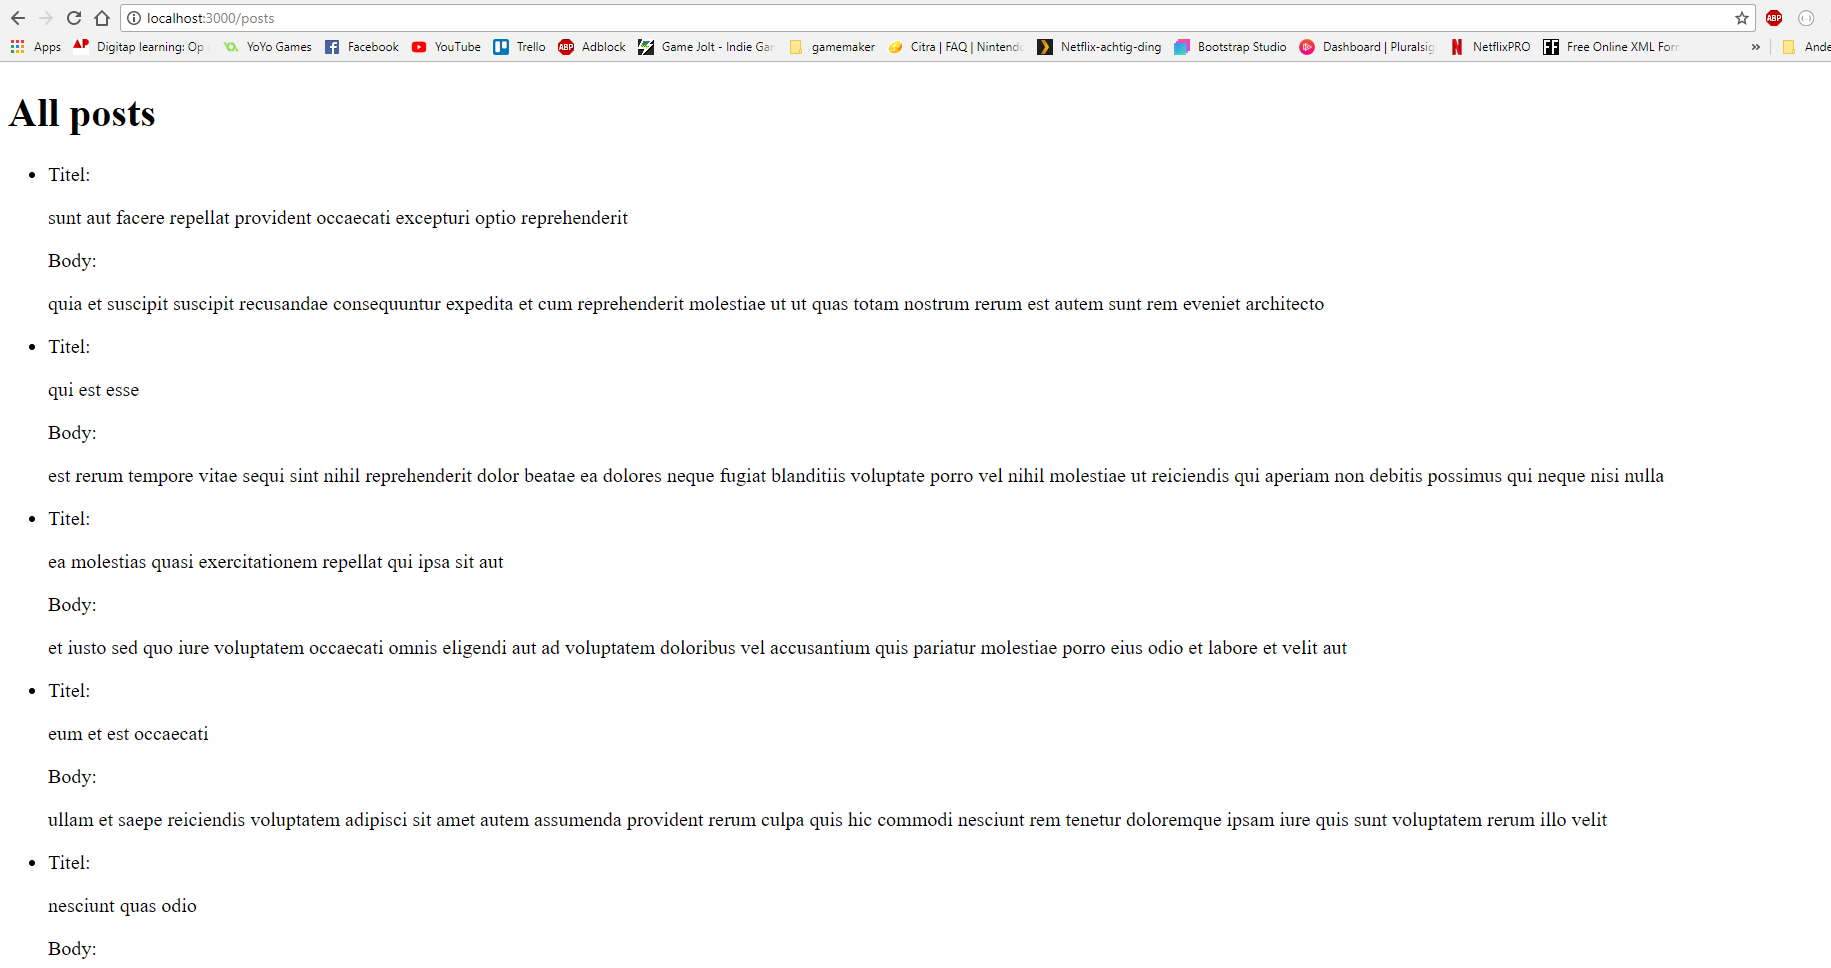 localhost:3000/posts
Apps Digitap learning: Op YoYo Games Facebook YouTube Trello ABP Adblock Game Jolt - Indie Gar gamemaker Citra | FAQ | Nintendo Netflix-achtig-ding Bootstrap Studio Dashboard | Pluralsig NetflixPRO Free Online XML For » Ande
All posts
Titel:
sunt aut facere repellat provident occaecati excepturi optio reprehenderit
Body:
quia et suscipit suscipit recusandae consequuntur expedita et cum reprehenderit molestiae ut ut quas totam nostrum rerum est autem sunt rem eveniet architecto
Titel:
qui est esse
Body:
est rerum tempore vitae sequi sint nihil reprehenderit dolor beatae ea dolores neque fugiat blanditiis voluptate porro vel nihil molestiae ut reiciendis qui aperiam non debitis possimus qui neque nisi nulla
Titel:
ea molestias quasi exercitationem repellat qui ipsa sit aut
Body:
et iusto sed quo iure voluptatem occaecati omnis eligendi aut ad voluptatem doloribus vel accusantium quis pariatur molestiae porro eius odio et labore et velit aut
Titel:
eum et est occaecati
Body:
ullam et saepe reiciendis voluptatem adipisci sit amet autem assumenda provident rerum culpa quis hic commodi nesciunt rem tenetur doloremque ipsam iure quis sunt voluptatem rerum illo velit
Titel:
nesciunt quas odio
Body: